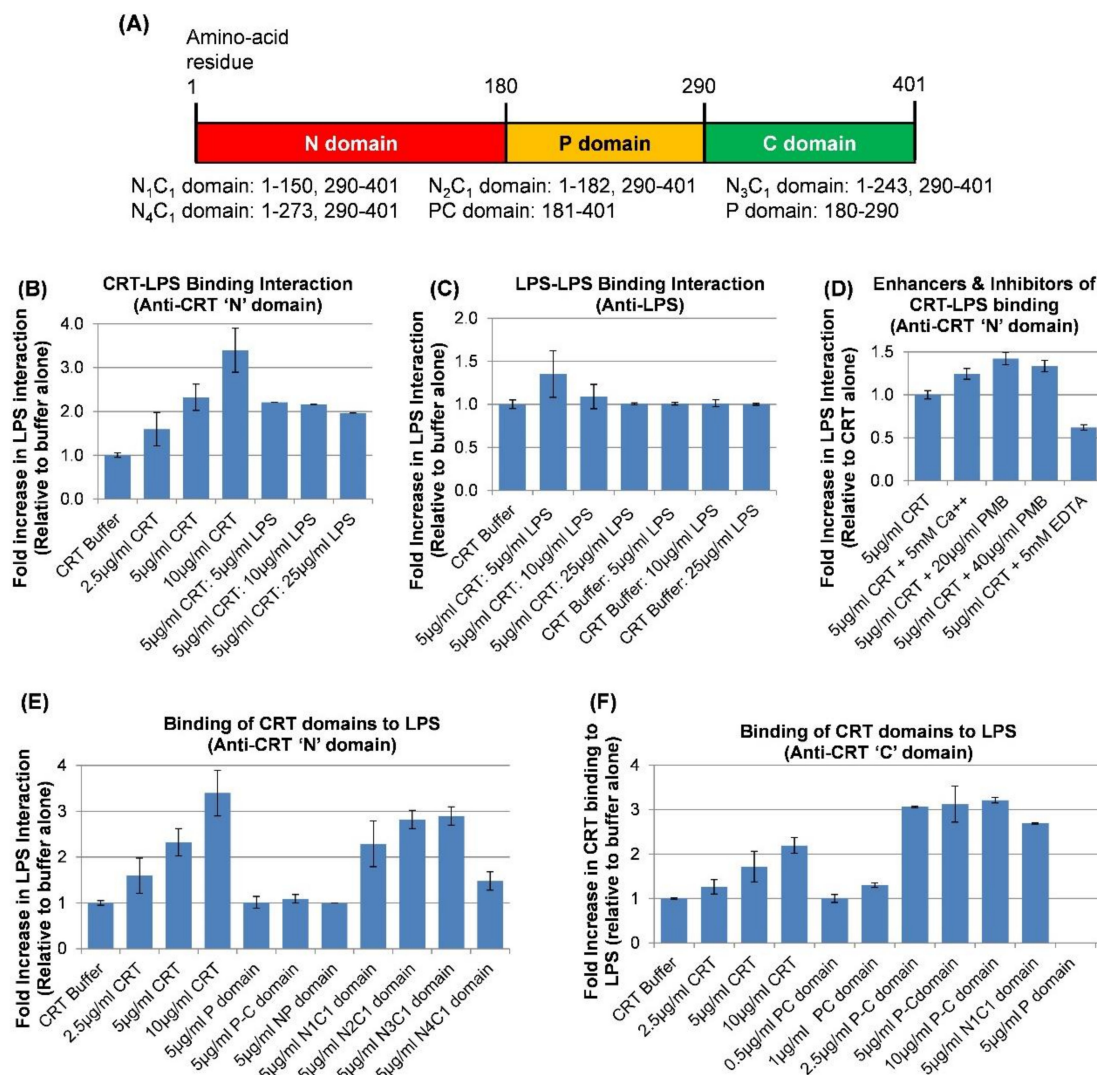 (A)
Amino-acid
residue
1 180 290 401
N domain P domain C domain
N₁C₁ domain: 1-150, 290-401 N₂C₁ domain: 1-182, 290-401 N₃C₁ domain: 1-243, 290-401
N₄C₁ domain: 1-273, 290-401 PC domain: 181-401 P domain: 180-290
(B)
CRT-LPS Binding Interaction
(Anti-CRT ‘N’ domain)
Fold Increase in LPS Interaction
(Relative to buffer alone)
4.0
3.0
2.0
1.0
0.0
CRT Buffer
2.5µg/ml CRT
5µg/ml CRT
10µg/ml CRT
5µg/ml CRT: 5µg/ml LPS
5µg/ml CRT: 10µg/ml LPS
5µg/ml CRT: 25µg/ml LPS
(C)
LPS-LPS Binding Interaction
(Anti-LPS)
Fold Increase in LPS Interaction
(Relative to buffer alone)
2.0
1.5
1.0
0.5
0.0
CRT Buffer
5µg/ml CRT: 5µg/ml LPS
5µg/ml CRT: 10µg/ml LPS
5µg/ml CRT: 25µg/ml LPS
CRT Buffer: 5µg/ml LPS
CRT Buffer: 10µg/ml LPS
CRT Buffer: 25µg/ml LPS
(D)
Enhancers & Inhibitors of
CRT-LPS binding
(Anti-CRT ‘N’ domain)
Fold Increase in LPS Interaction
(Relative to CRT alone)
1.5
1.0
0.5
0.0
5µg/ml CRT
5µg/ml CRT + 5mM Ca++
5µg/ml CRT + 20µg/ml PMB
5µg/ml CRT + 40µg/ml PMB
5µg/ml CRT + 5mM EDTA
(E)
Binding of CRT domains to LPS
(Anti-CRT ‘N’ domain)
Fold Increase in LPS Interaction
(Relative to buffer alone)
4
3
2
1
0
CRT Buffer
2.5µg/ml CRT
5µg/ml CRT
10µg/ml CRT
5µg/ml P domain
5µg/ml P-C domain
5µg/ml NP domain
5µg/ml N1C1 domain
5µg/ml N2C1 domain
5µg/ml N3C1 domain
5µg/ml N4C1 domain
(F)
Binding of CRT domains to LPS
(Anti-CRT ‘C’ domain)
Fold Increase in CRT binding to
LPS (relative to buffer alone)
4
3
2
1
0
CRT Buffer
2.5µg/ml CRT
5µg/ml CRT
10µg/ml CRT
0.5µg/ml PC domain
1µg/ml PC domain
2.5µg/ml P-C domain
5µg/ml P-Cdomain
10µg/ml P-C domain
5µg/ml N1C1 domain
5µg/ml P domain